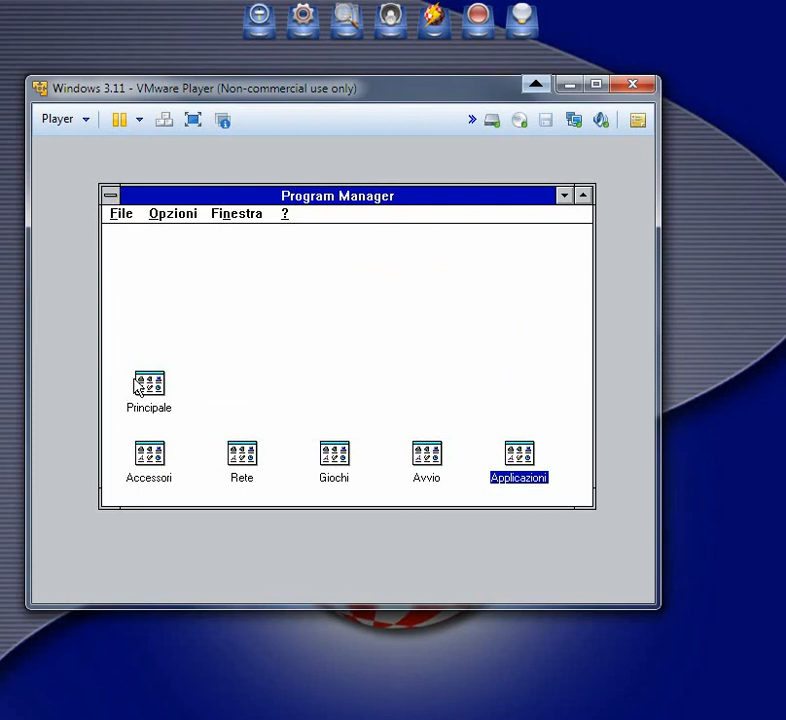 Windows 3.11 - VMware Player (Non-commercial use only)
Player
Program Manager
File Opzioni Finestra ?
Principale
Accessori Rete Giochi Avvio Applicazioni